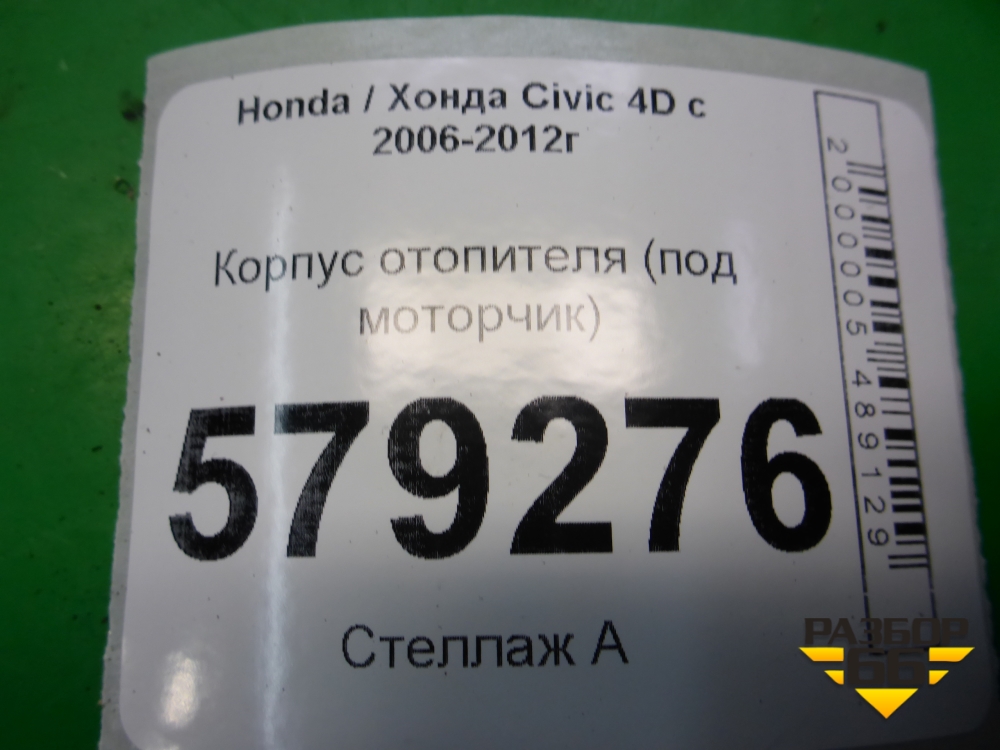 Honda / Хонда Civic 4D с
2006-2012г
Корпус отопителя (под
моторчик)
579276
Стеллаж А
2000005489129
РАЗБОР
66